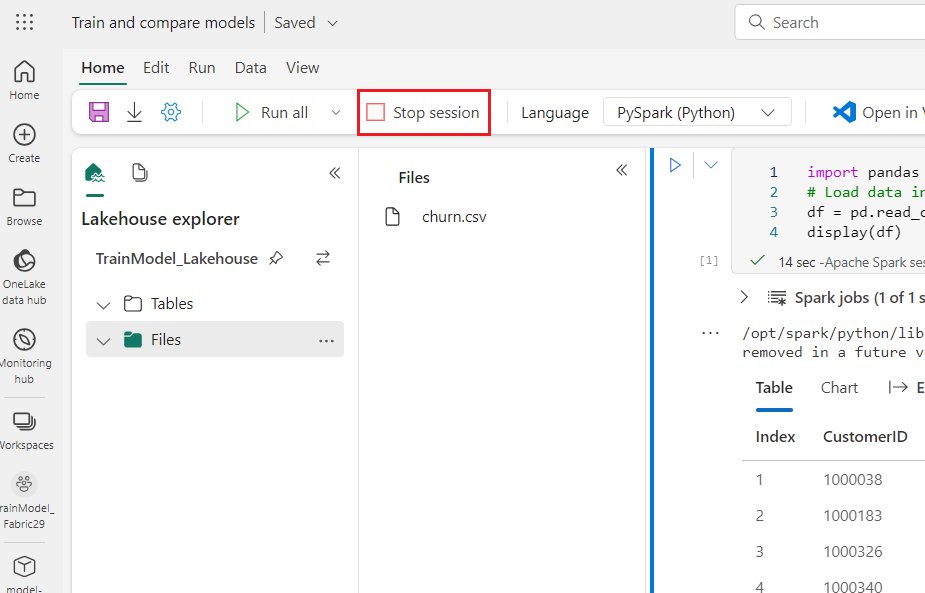 Train and compare models Saved
Search
Home Edit Run Data View
Run all Stop session Language PySpark (Python) Open in
Home
Create
Browse
OneLake
data hub
Monitoring
hub
Workspaces
TrainModel_
Fabric29
model-
Lakehouse explorer
TrainModel_Lakehouse
Tables
Files
Files
churn.csv
1 import pandas
2 # Load data in
3 df = pd.read_c
4 display(df)
[1] 14 sec -Apache Spark ses
Spark jobs (1 of 1 s
... /opt/spark/python/lib
removed in a future v
Table Chart E
Index CustomerID
1 1000038
2 1000183
3 1000326
4 1000340